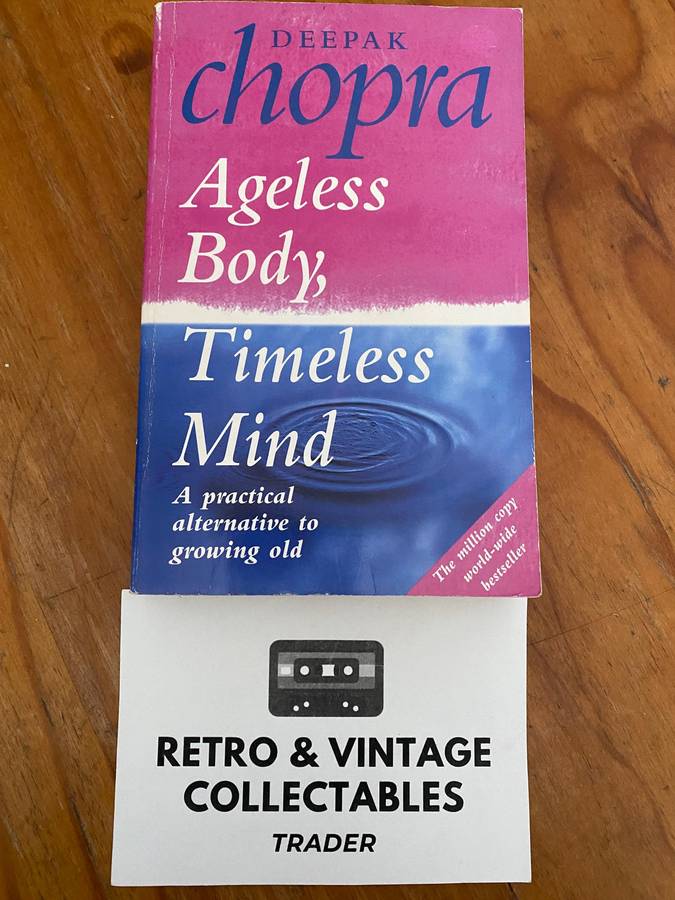 DEEPAK
chopra
Ageless
Body,
Timeless
Mind
A practical
alternative to
growing old
The million copy
world-wide
bestseller
RETRO & VINTAGE
COLLECTABLES
TRADER